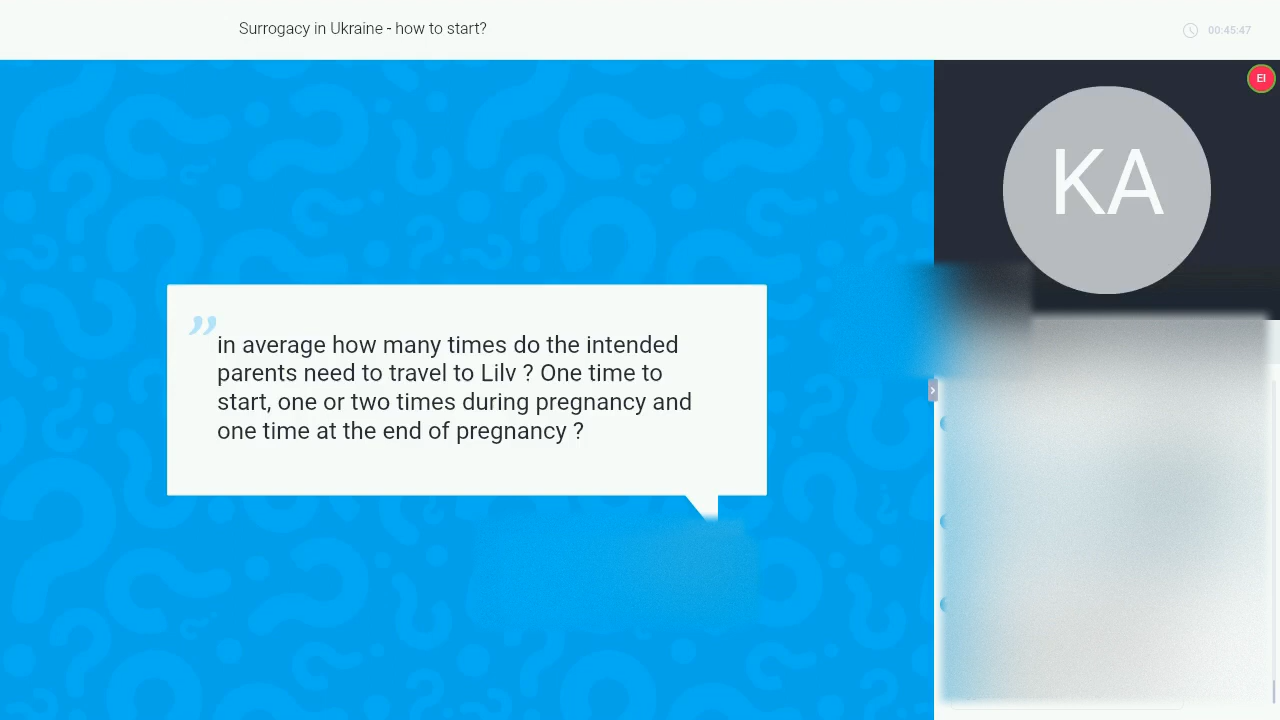 Surrogacy in Ukraine - how to start?
00:45:47
EI
KA
”
in average how many times do the intended
parents need to travel to Lilv ? One time to
start, one or two times during pregnancy and
one time at the end of pregnancy ?